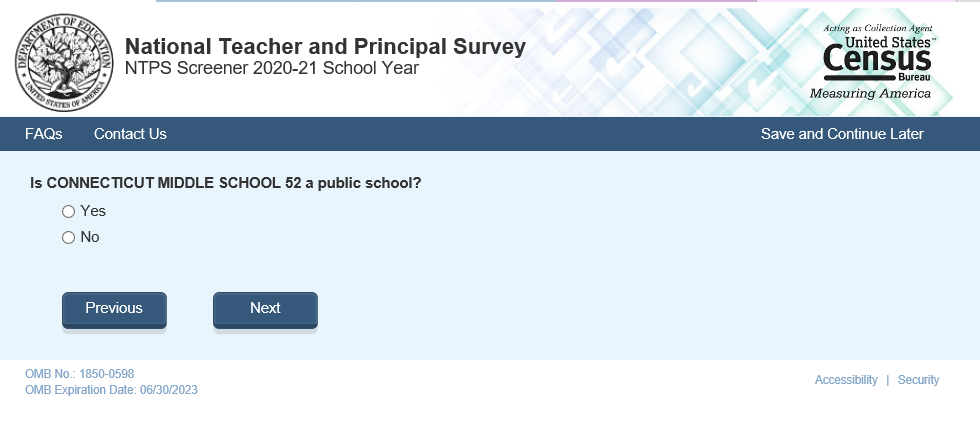 DEPARTMENT OF EDUCATION
UNITED STATES OF AMERICA
National Teacher and Principal Survey
NTPS Screener 2020-21 School Year
Acting as Collection Agent
United States™
Census
Bureau
Measuring America
FAQs Contact Us Save and Continue Later
Is CONNECTICUT MIDDLE SCHOOL 52 a public school?
Yes
No
Previous Next
OMB No.: 1850-0598
OMB Expiration Date: 06/30/2023
Accessibility | Security